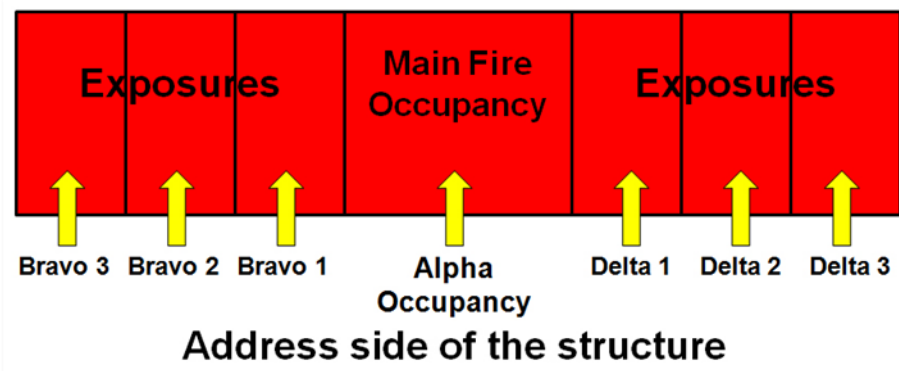 Exposures
Main Fire
Occupancy
Exposures
Bravo 3
Bravo 2
Bravo 1
Alpha
Occupancy
Delta 1
Delta 2
Delta 3
Address side of the structure